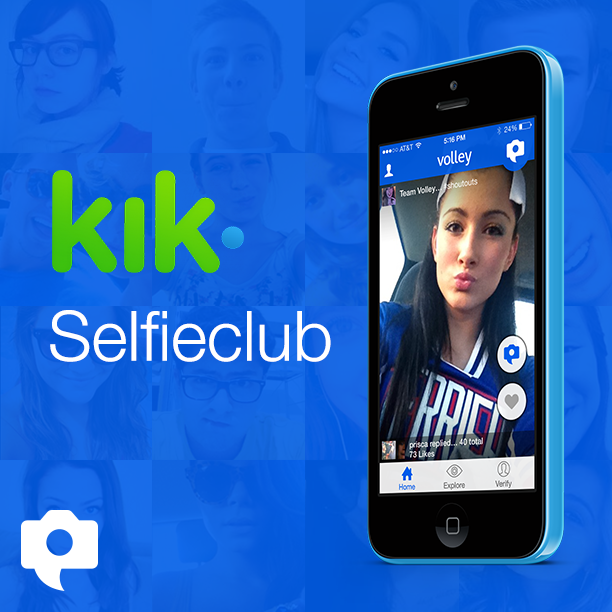 kik
Selfieclub
AT&T
5:16 PM
24%
volley
Team Volley... #shoutouts
prisca replied... 40 total
73 Likes
Home
Explore
Verify